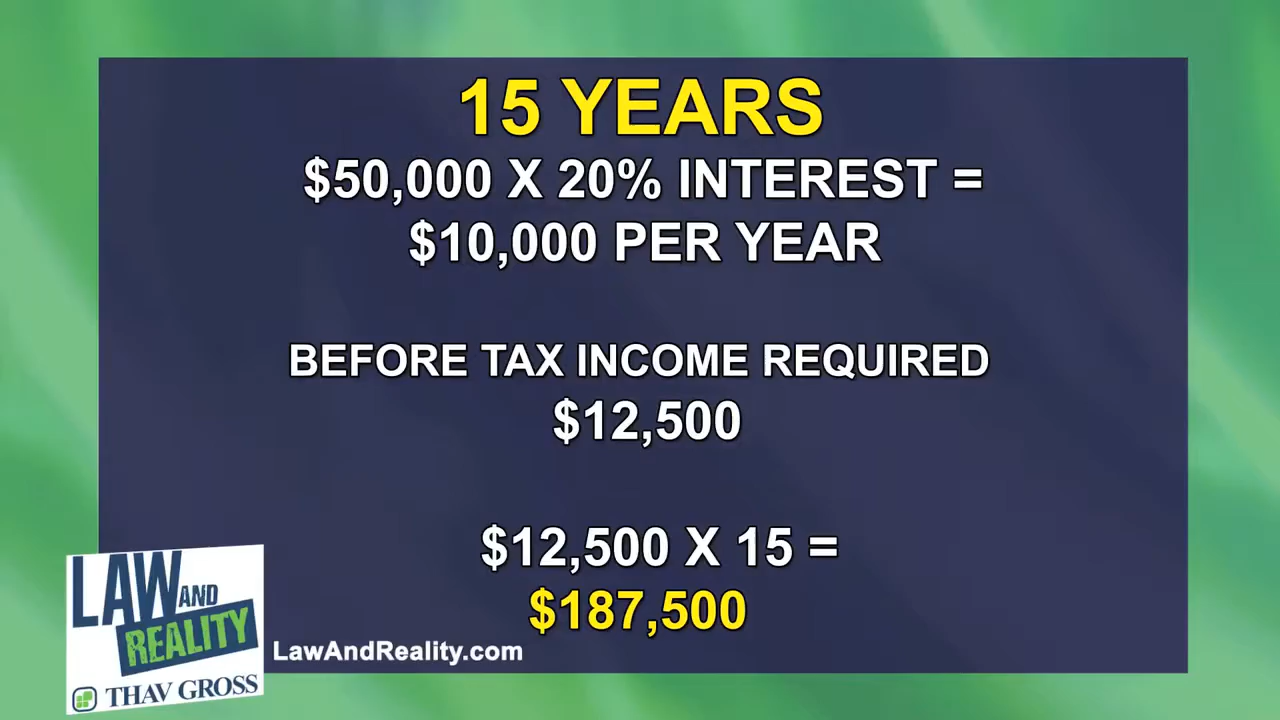 15 YEARS
$50,000 X 20% INTEREST =
$10,000 PER YEAR
BEFORE TAX INCOME REQUIRED
$12,500
$12,500 X 15 =
$187,500
LAW AND
REALITY
THAV GROSS
LawAndReality.com